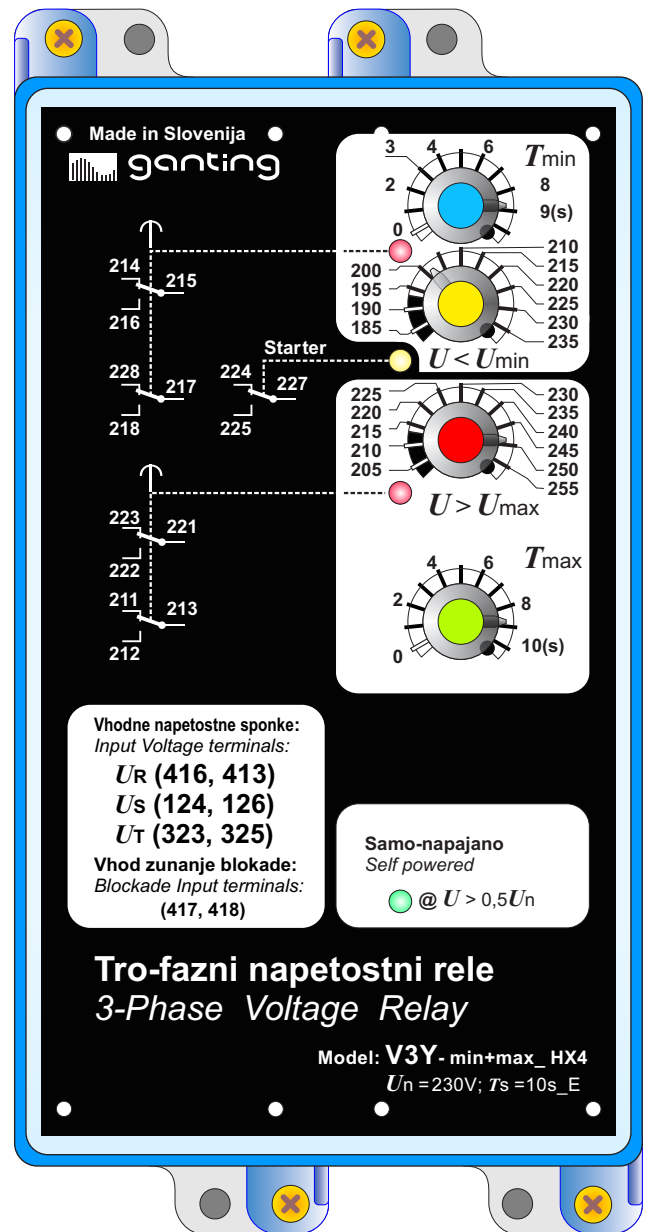 Made in Slovenija
ganting
3 4 6 Tmin
2 8
9(s)
0
214 215
216
210
200 215
195 220
190 225
185 230
235
U < Umin
Starter
228 217 224 227
218 225
225 230
220 235
215 240
210 245
205 250
255
U > Umax
223 221
222
211 213
212
4 6 Tmax
2 8
0 10(s)
Vhodne napetostne sponke:
Input Voltage terminals:
UR (416, 413)
US (124, 126)
UT (323, 325)
Vhod zunanje blokade:
Blockade Input terminals:
(417, 418)
Samo-napajano
Self powered
@ U > 0,5Un
Tro-fazni napetostni rele
3-Phase Voltage Relay
Model: V3Y- min+max_ HX4
Un =230V; Ts =10s_E